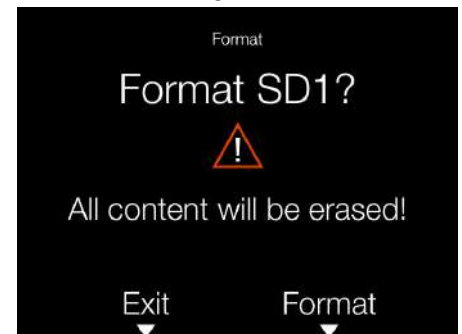 Format
Format SD1?
!
All content will be erased!
Exit Format